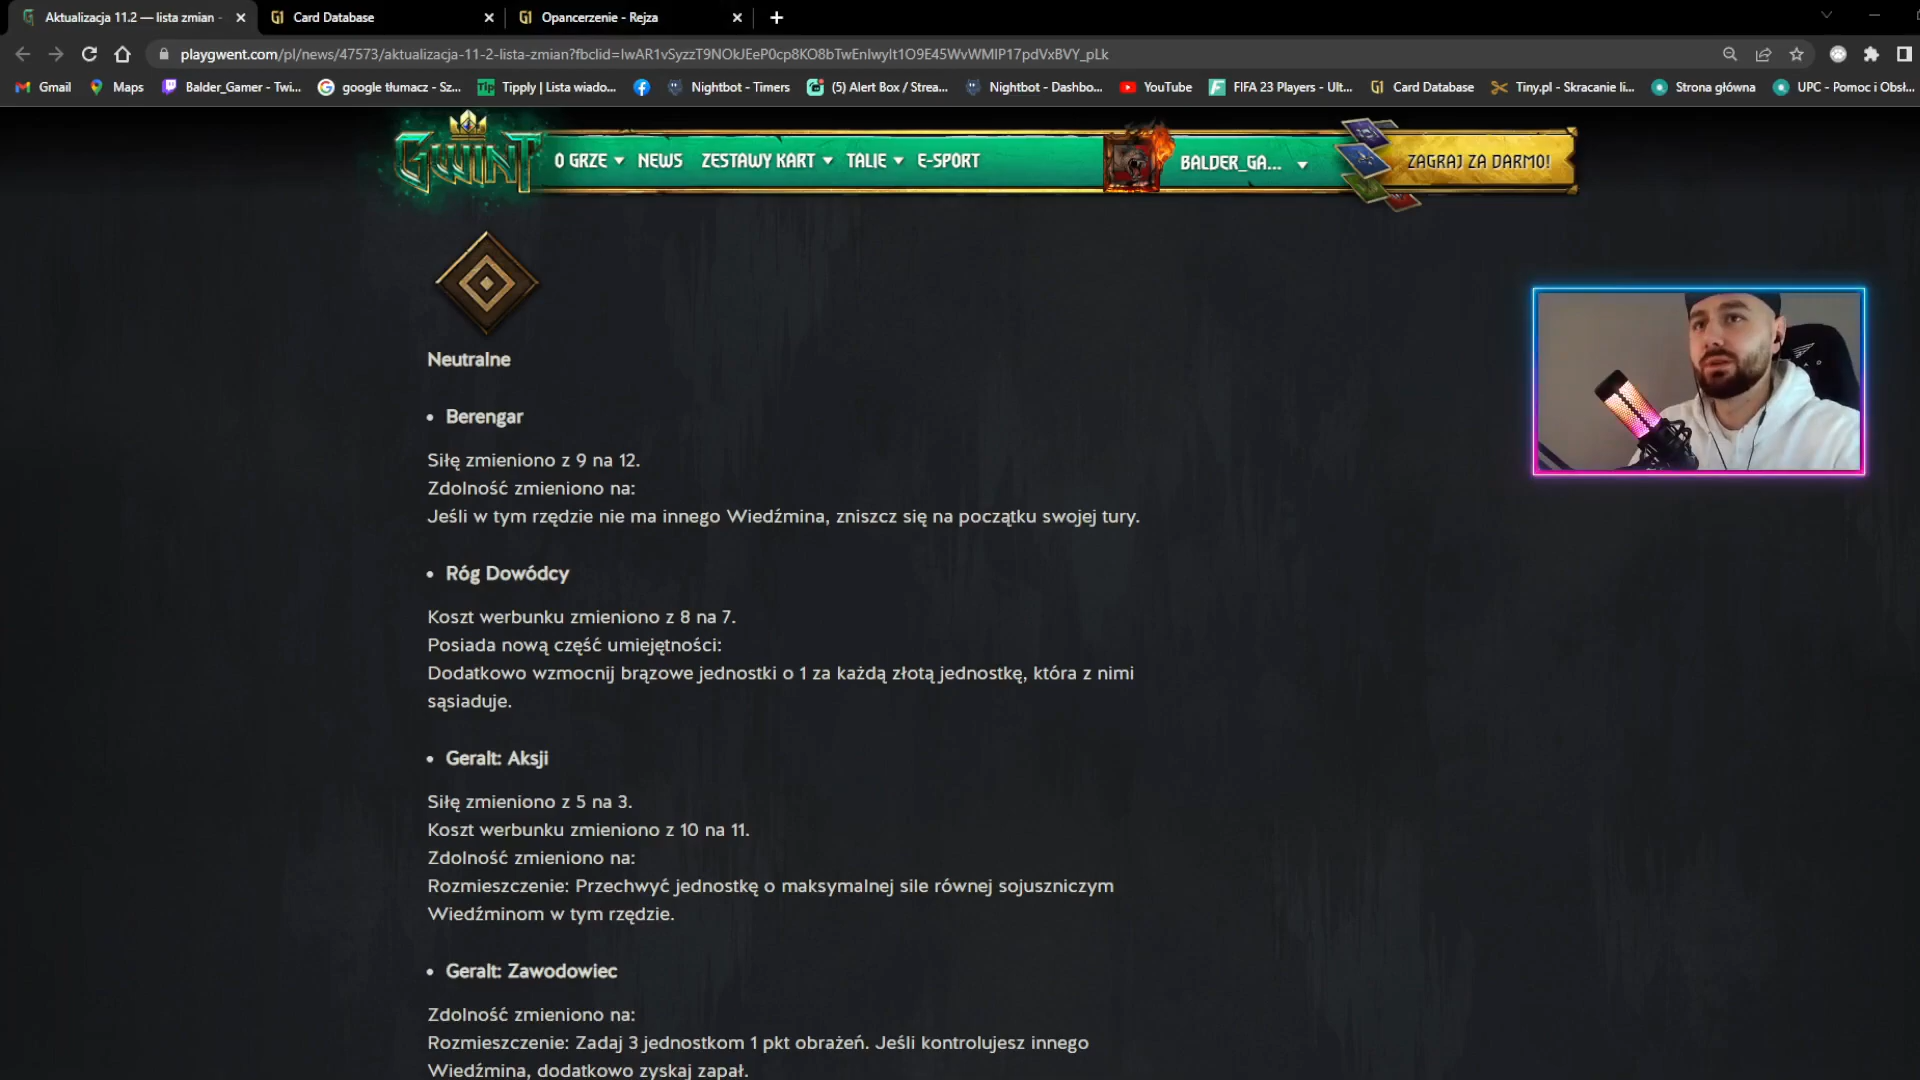 Aktualizacja 11.2 — lista zmian -
Card Database
Opancerzenie - Rejza
playgwent.com/pl/news/47573/aktualizacja-11-2-lista-zmian?fbclid=IwAR1vSyzzT9NOkJEeP0cp8KO8bTwEnIwyIt1O9E45WvWMIP17pdVxBVY_pLk
Gmail
Maps
Balder_Gamer - Twi...
google tłumacz - Sz...
Tipply | Lista wiado...
Nightbot - Timers
(5) Alert Box / Strea...
Nightbot - Dashbo...
YouTube
FIFA 23 Players - Ult...
Card Database
Tiny.pl - Skracanie li...
Strona główna
UPC - Pomoc i Obsł...
GWINT
O GRZE
NEWS
ZESTAWY KART
TALIE
E-SPORT
BALDER_GA...
ZAGRAJ ZA DARMO!
Neutralne
• Berengar
Siłę zmieniono z 9 na 12.
Zdolność zmieniono na:
Jeśli w tym rzędzie nie ma innego Wiedźmina, zniszcz się na początku swojej tury.
• Róg Dowódcy
Koszt werbunku zmieniono z 8 na 7.
Posiada nową część umiejętności:
Dodatkowo wzmocnij brązowe jednostki o 1 za każdą złotą jednostkę, która z nimi
sąsiaduje.
• Geralt: Aksji
Siłę zmieniono z 5 na 3.
Koszt werbunku zmieniono z 10 na 11.
Zdolność zmieniono na:
Rozmieszczenie: Przechwyć jednostkę o maksymalnej sile równej sojuszniczym
Wiedźminom w tym rzędzie.
• Geralt: Zawodowiec
Zdolność zmieniono na:
Rozmieszczenie: Zadaj 3 jednostkom 1 pkt obrażeń. Jeśli kontrolujesz innego
Wiedźmina, dodatkowo zyskaj zapał.